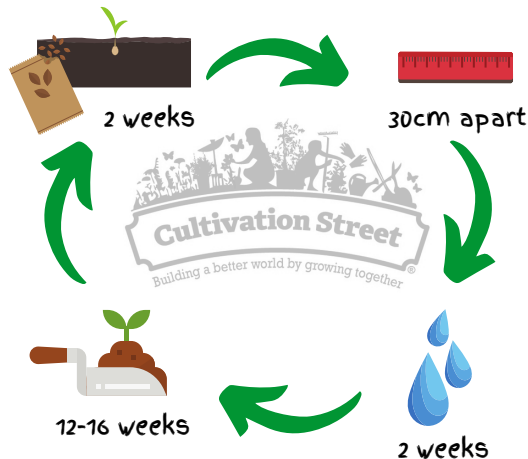 2 weeks
30cm apart
Cultivation Street
®
Building a better world by growing together
12-16 weeks
2 weeks